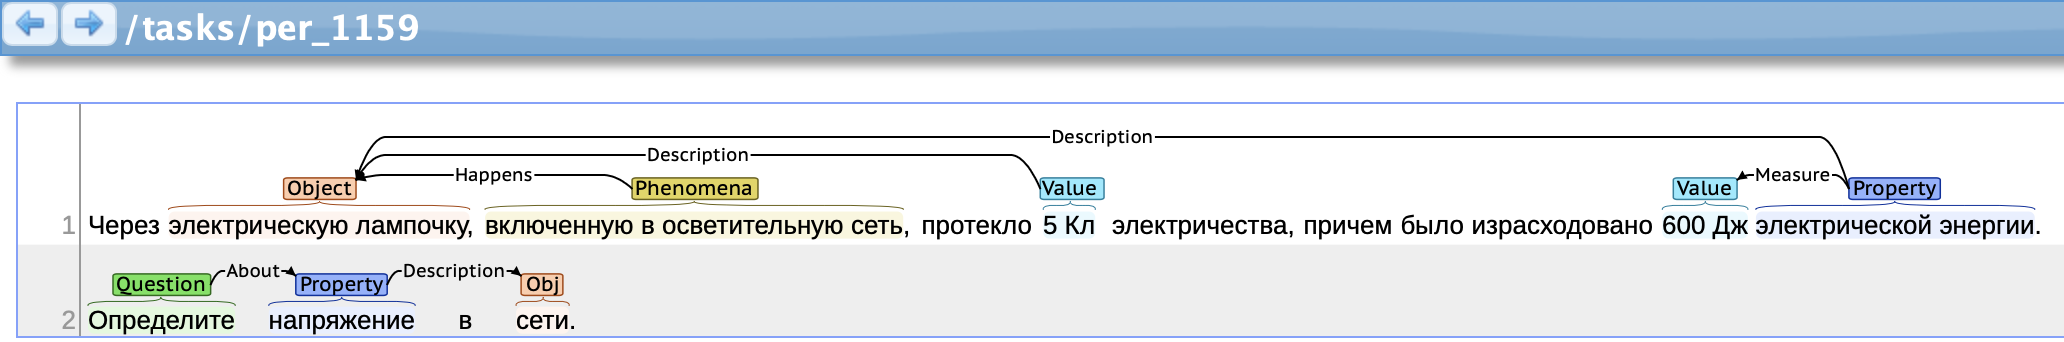 /tasks/per_1159
Description
Description
Happens Measure
Object Phenomena Value Value Property
1 Через электрическую лампочку, включенную в осветительную сеть, протекло 5 Кл электричества, причем было израсходовано 600 Дж электрической энергии.
About Description
Question Property Obj
2 Определите напряжение в сети.